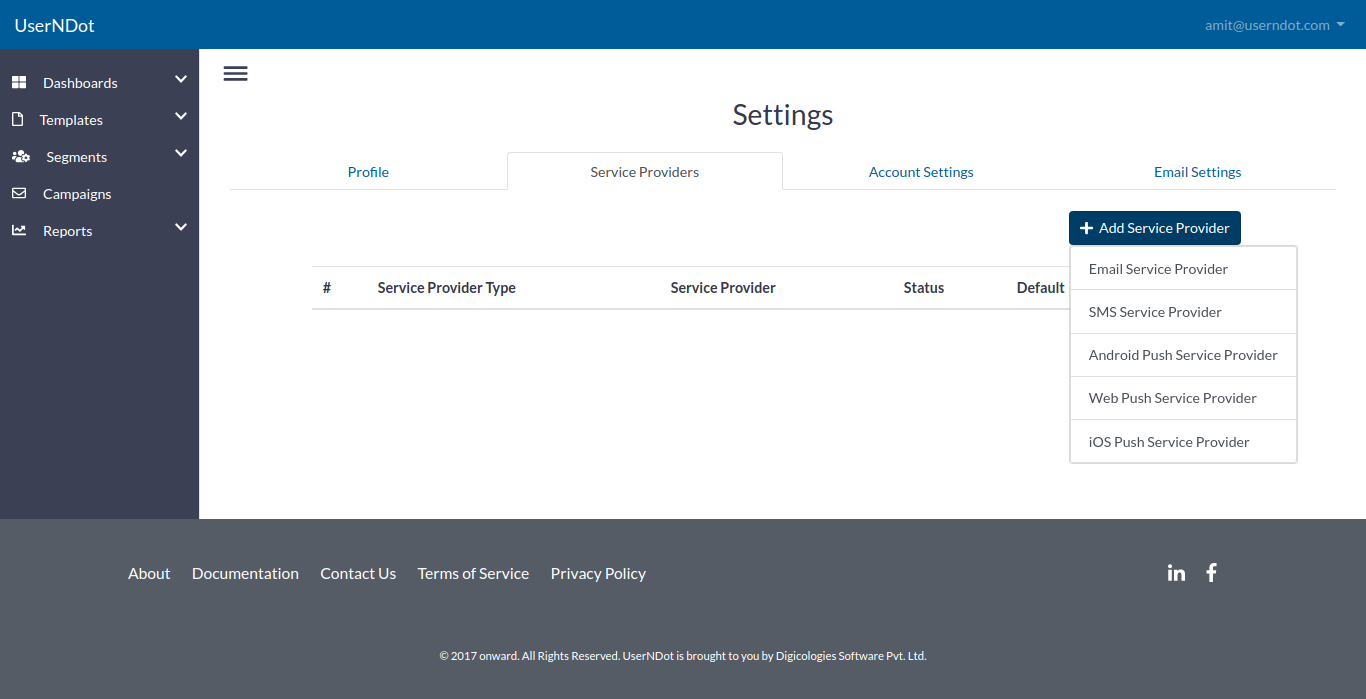 UserNDot
amit@userndot.com
Dashboards
Templates
Segments
Campaigns
Reports
Settings
Profile
Service Providers
Account Settings
Email Settings
Add Service Provider
# Service Provider Type Service Provider Status Default
Email Service Provider
SMS Service Provider
Android Push Service Provider
Web Push Service Provider
iOS Push Service Provider
About Documentation Contact Us Terms of Service Privacy Policy
© 2017 onward. All Rights Reserved. UserNDot is brought to you by Digicologies Software Pvt. Ltd.